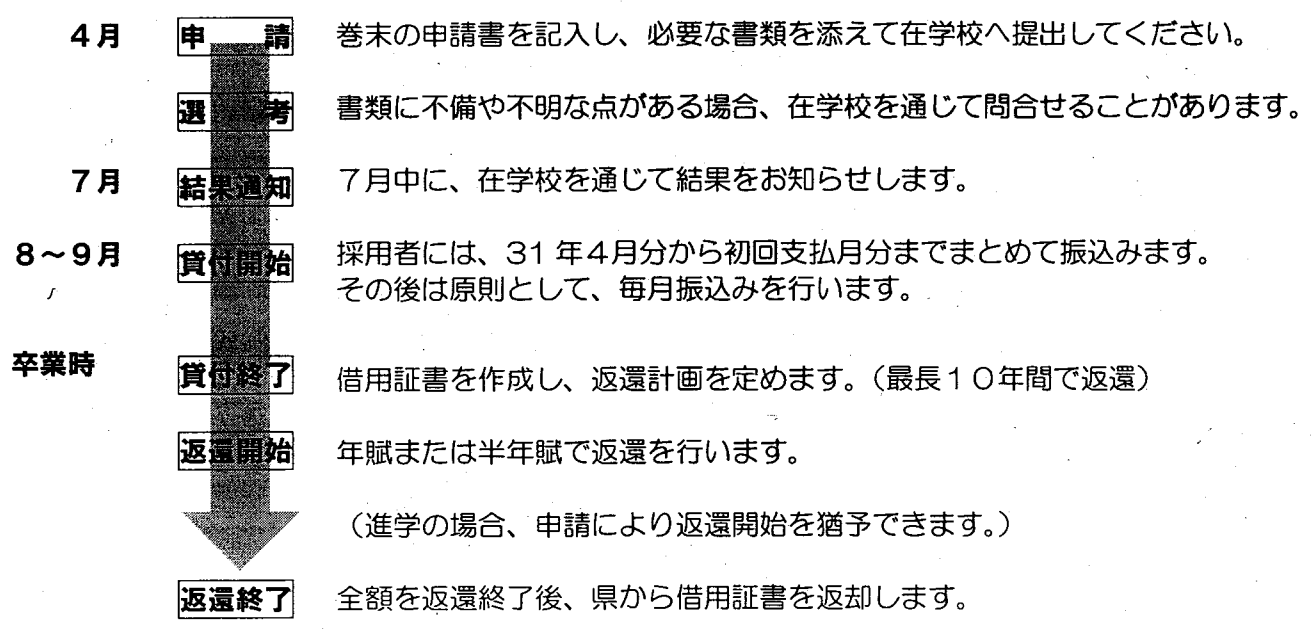 4月 申 請 巻末の申請書を記入し、必要な書類を添えて在学校へ提出してください。
選 考 書類に不備や不明な点がある場合、在学校を通じて問合せることがあります。
7月 結果通知 7月中に、在学校を通じて結果をお知らせします。
8～9月 貸付開始 採用者には、31年4月分から初回支払月分までまとめて振込みます。
その後は原則として、毎月振込みを行います。
卒業時 貸付終了 借用証書を作成し、返還計画を定めます。（最長10年間で返還）
返還開始 年賦または半年賦で返還を行います。
（進学の場合、申請により返還開始を猶予できます。）
返還終了 全額を返還終了後、県から借用証書を返却します。